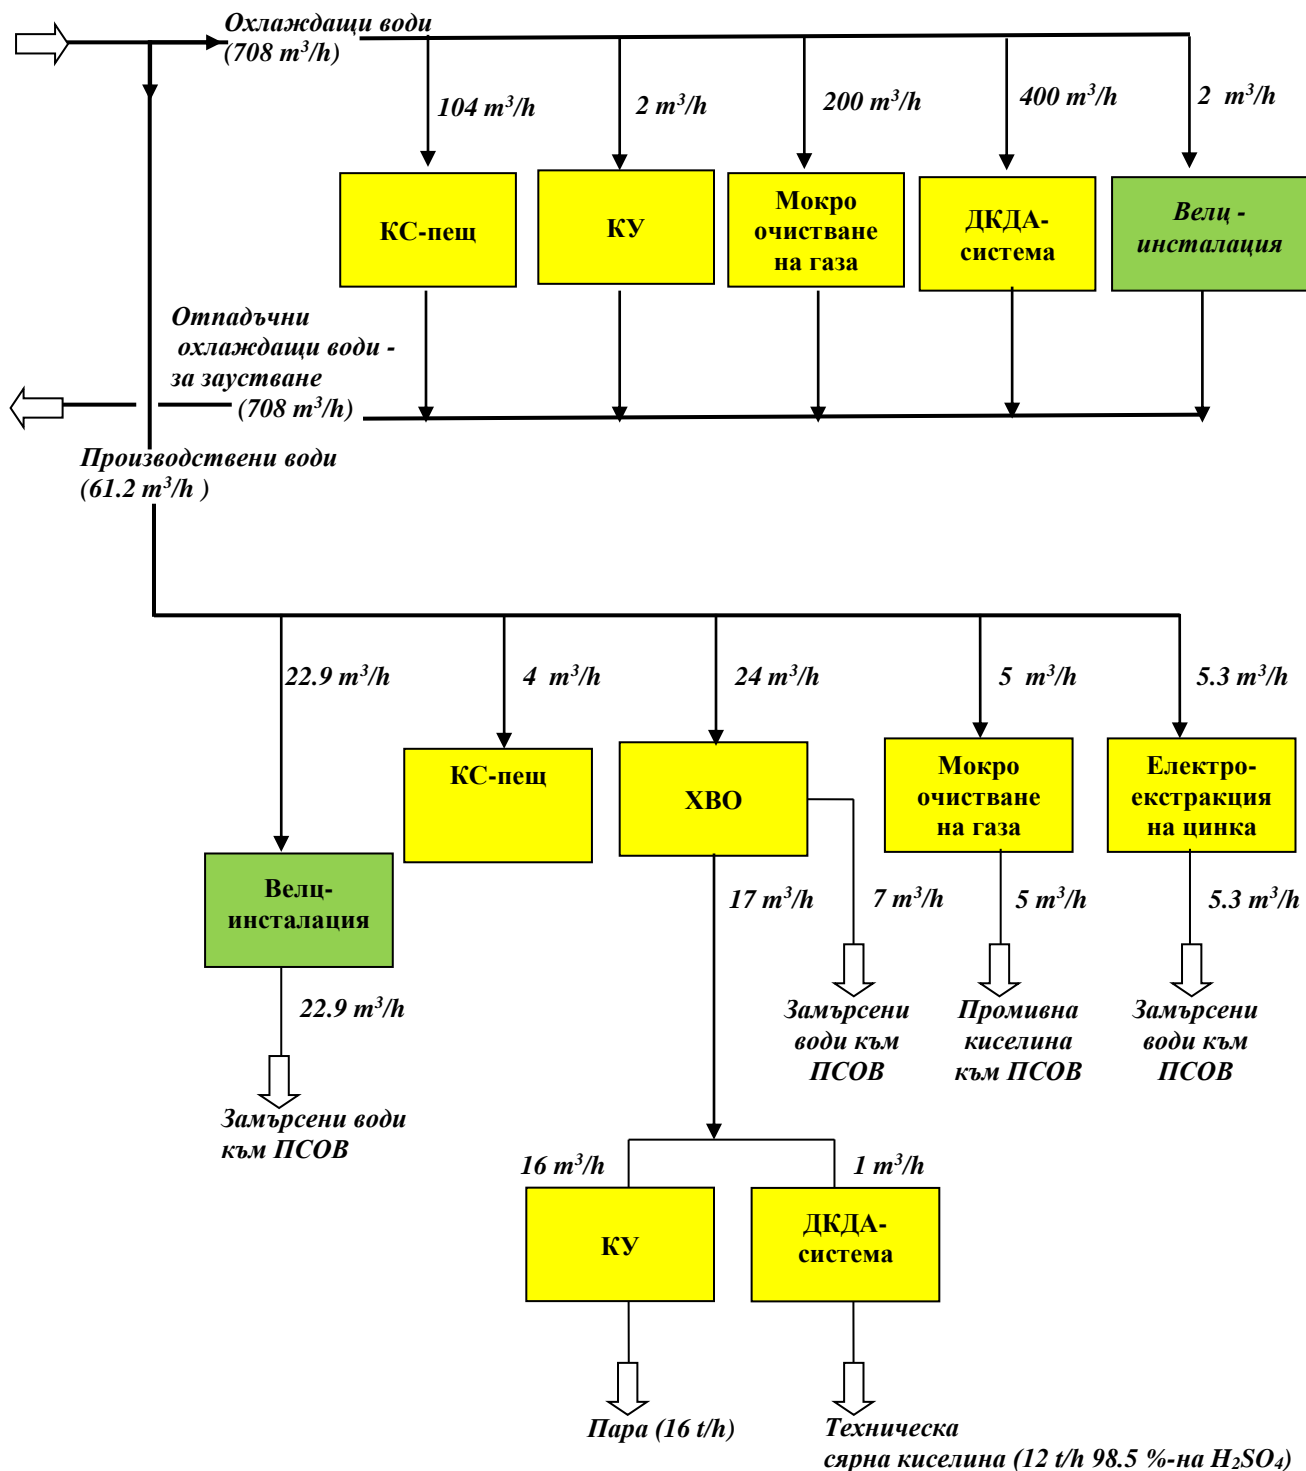 Охлаждащи води
(708 m³/h)
104 m³/h
2 m³/h
200 m³/h
400 m³/h
2 m³/h
КС-пещ
КУ
Мокро
очистване
на газа
ДКДА-
система
Велц -
инсталация
Отпадъчни
охлаждащи води -
за заустване
(708 m³/h)
Производствени води
(61.2 m³/h )
22.9 m³/h
4 m³/h
24 m³/h
5 m³/h
5.3 m³/h
КС-пещ
ХВО
Мокро
очистване
на газа
Електро-
екстракция
на цинка
Велц-
инсталация
17 m³/h
7 m³/h
5 m³/h
5.3 m³/h
22.9 m³/h
Замърсени
води към
ПСОВ
Промивна
киселина
към ПСОВ
Замърсени
води към
ПСОВ
Замърсени води
към ПСОВ
16 m³/h
1 m³/h
КУ
ДКДА-
система
Пара (16 t/h)
Техническа
сярна киселина (12 t/h 98.5 %-на H₂SO₄)